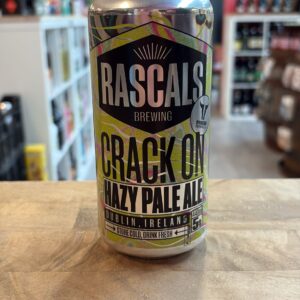 RASCALS
BREWING
CRACK ON
HAZY PALE ALE
DUBLIN, IRELAND
STORE COLD, DRINK FRESH